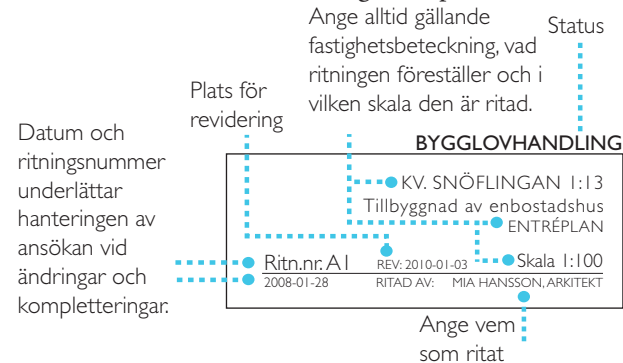 Ange alltid gällande
fastighetsbeteckning, vad
ritningen föreställer och i
vilken skala den är ritad.
Status
Plats för
revidering
Datum och
ritningsnummer
underlättar
hanteringen av
ansökan vid
ändringar och
kompletteringar.
BYGGLOVHANDLING
KV. SNÖFLINGAN 1:13
Tillbyggnad av enbostadshus
ENTRÉPLAN
Ritn.nr. A1 REV: 2010-01-03 Skala 1:100
2008-01-28 RITAD AV: MIA HANSSON, ARKITEKT
Ange vem
som ritat